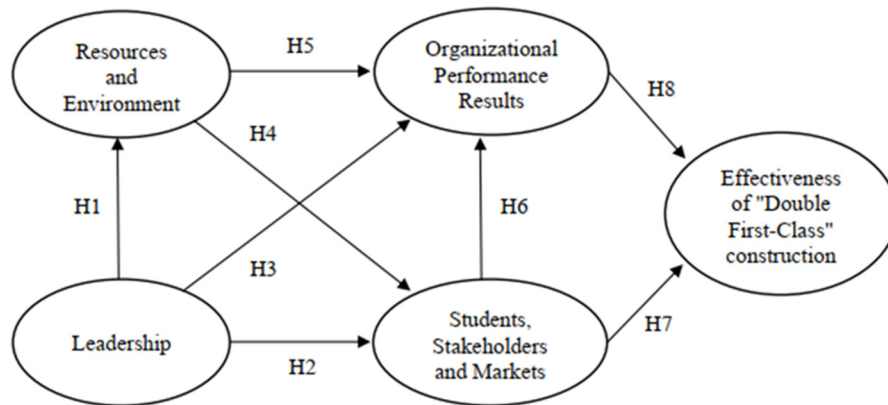 Resources
and
Environment
H5
Organizational
Performance
Results
H8
H4
H1
H6
Effectiveness
of "Double
First-Class"
construction
H3
Leadership
H2
Students,
Stakeholders
and Markets
H7